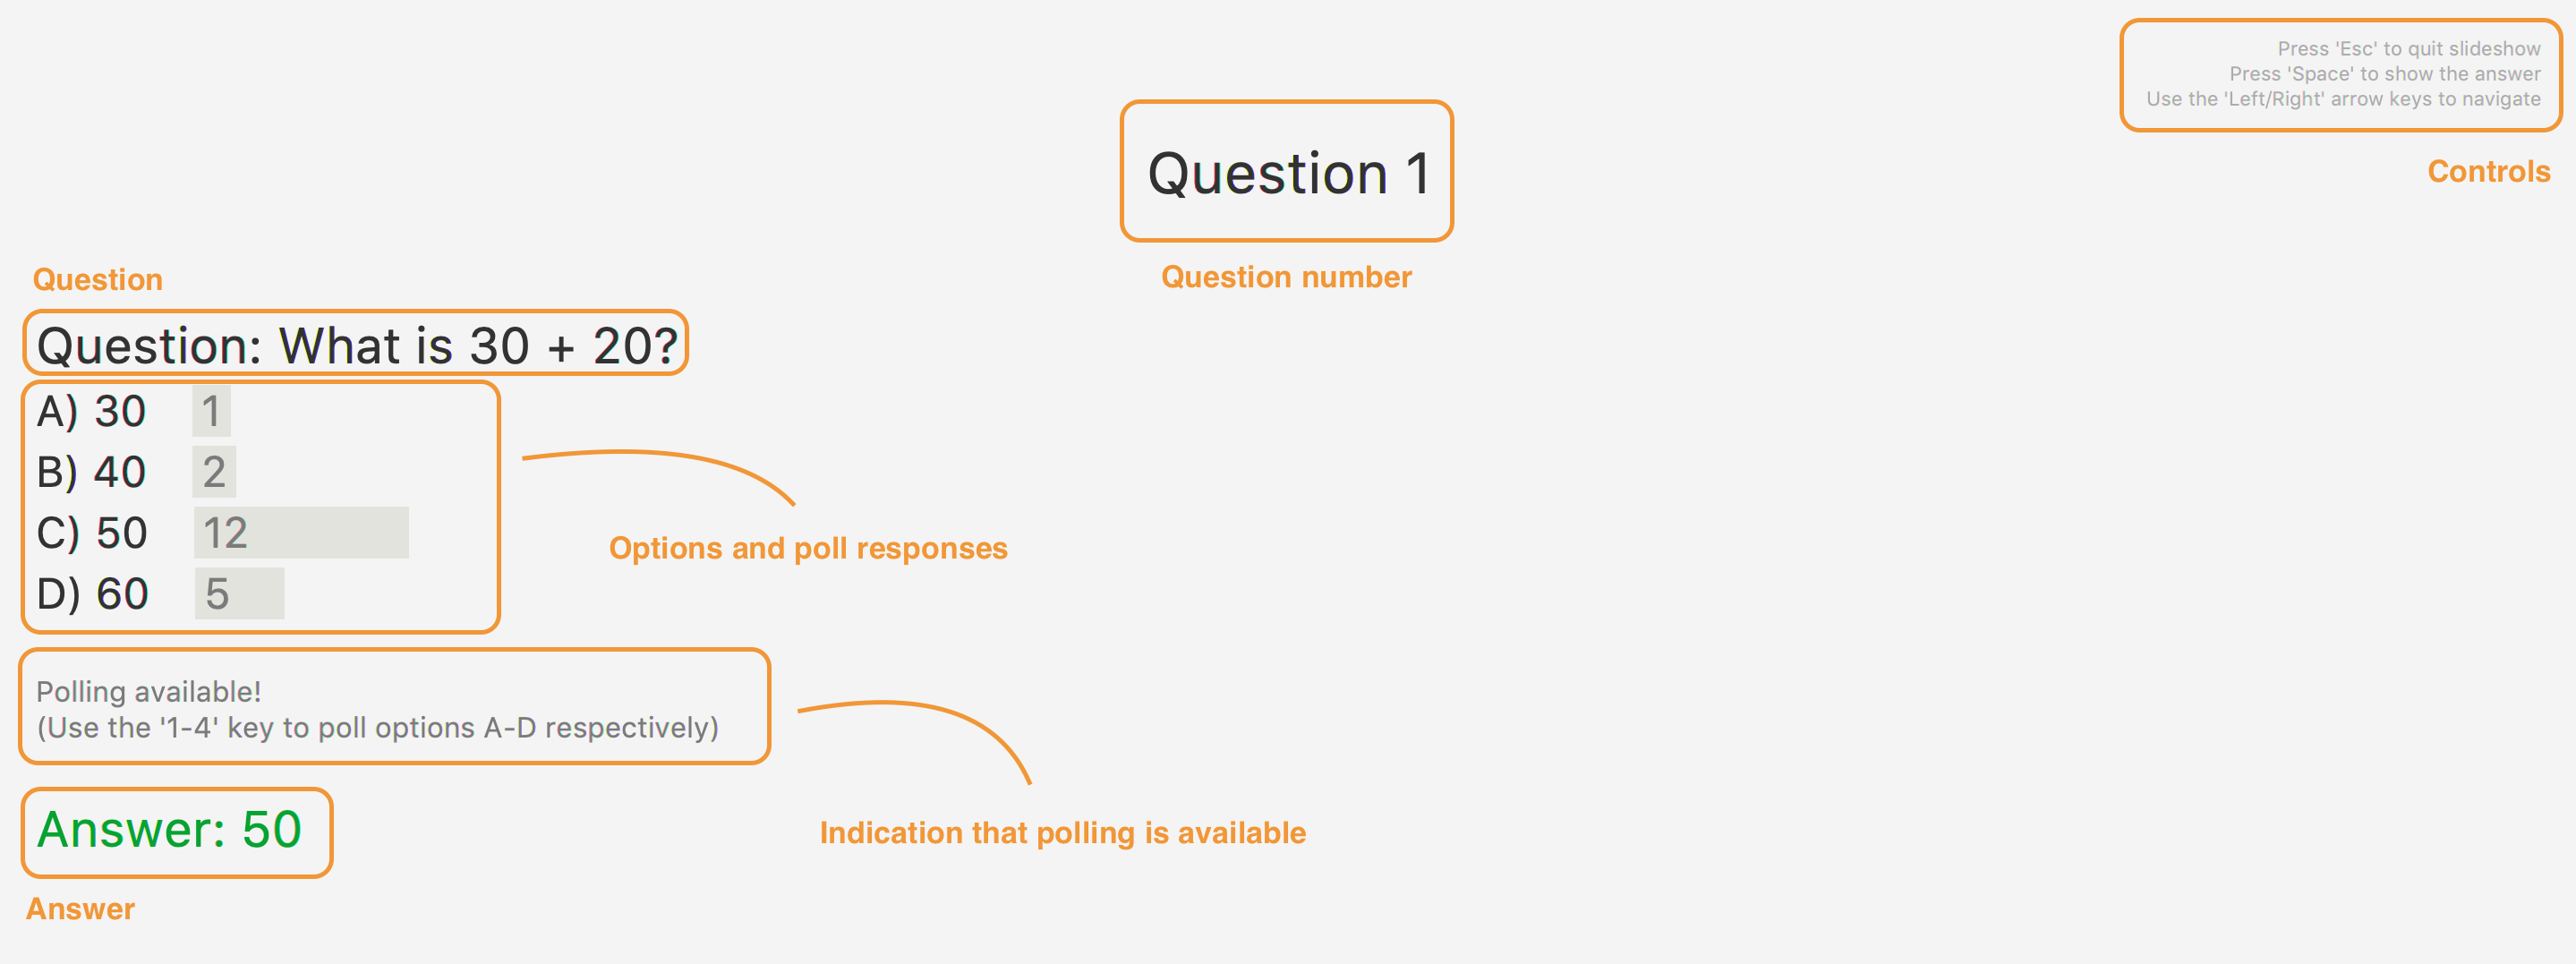 Press 'Esc' to quit slideshow
Press 'Space' to show the answer
Use the 'Left/Right' arrow keys to navigate
Controls
Question 1
Question number
Question
Question: What is 30 + 20?
A) 30 1
B) 40 2
C) 50 12
D) 60 5
Options and poll responses
Polling available!
(Use the '1-4' key to poll options A-D respectively)
Indication that polling is available
Answer: 50
Answer